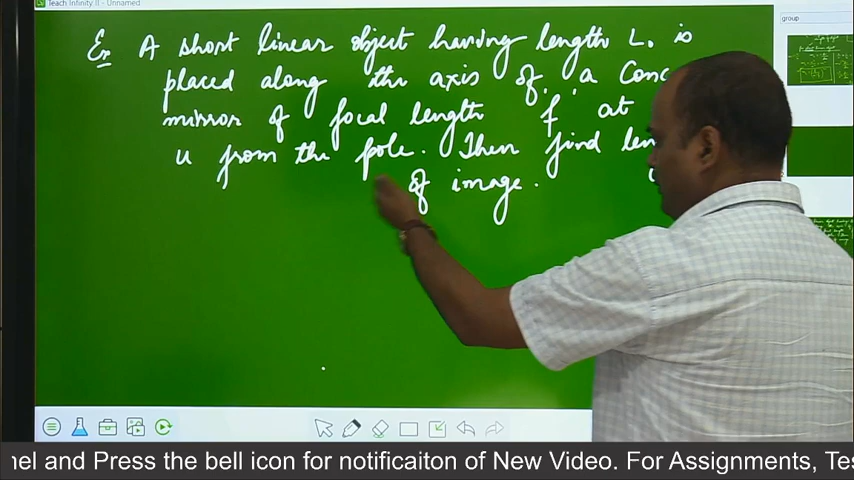 Teach Infinity.II - Unnamed
group
Ex A short linear object having length L. is
placed along the axis of a Conc
mirror of focal length 'f' at
u from the pole. Then find len
of image.
nel and Press the bell icon for notificaiton of New Video. For Assignments, Tes